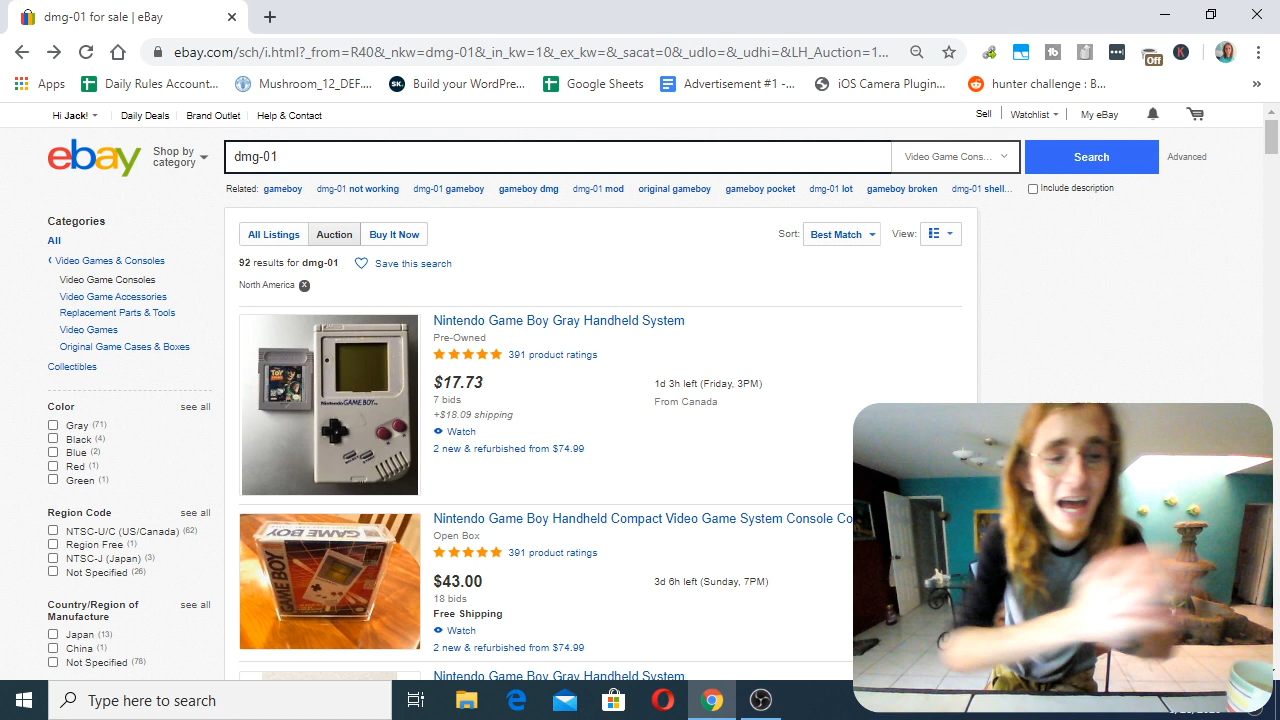 dmg-01 for sale | eBay
ebay.com/sch/i.html?_from=R40&_nkw=dmg-01&_in_kw=1&_ex_kw=&_sacat=0&_udlo=&_udhi=&LH_Auction=1...
Off
Apps
Daily Rules Account...
Mushroom_12_DEF...
Build your WordPre...
Google Sheets
Advertisement #1 -...
iOS Camera Plugin...
hunter challenge : B...
Hi Jack!
Daily Deals
Brand Outlet
Help & Contact
Sell
Watchlist
My eBay
ebay
Shop by category
dmg-01
Video Game Cons...
Search
Advanced
Related: gameboy dmg-01 not working dmg-01 gameboy gameboy dmg dmg-01 mod original gameboy gameboy pocket dmg-01 lot gameboy broken dmg-01 shell...
Include description
Categories
All
Video Games & Consoles
Video Game Consoles
Video Game Accessories
Replacement Parts & Tools
Video Games
Original Game Cases & Boxes
Collectibles
Color see all
Gray (71)
Black (4)
Blue (2)
Red (1)
Green (1)
Region Code see all
NTSC-U/C (US/Canada) (62)
Region Free (1)
NTSC-J (Japan) (3)
Not Specified (26)
Country/Region of Manufacture see all
Japan (13)
China (1)
Not Specified (78)
All Listings
Auction
Buy It Now
Sort: Best Match
View:
92 results for dmg-01
Save this search
North America
Nintendo Game Boy Gray Handheld System
Pre-Owned
391 product ratings
$17.73
7 bids
+$18.09 shipping
Watch
2 new & refurbished from $74.99
1d 3h left (Friday, 3PM)
From Canada
Nintendo GAME BOY
Nintendo Game Boy Handheld Compact Video Game System Console Co
Open Box
391 product ratings
$43.00
18 bids
Free Shipping
Watch
2 new & refurbished from $74.99
3d 6h left (Sunday, 7PM)
GAME BOY
GAME BOY
Nintendo Game Boy Gray Handheld System
Type here to search